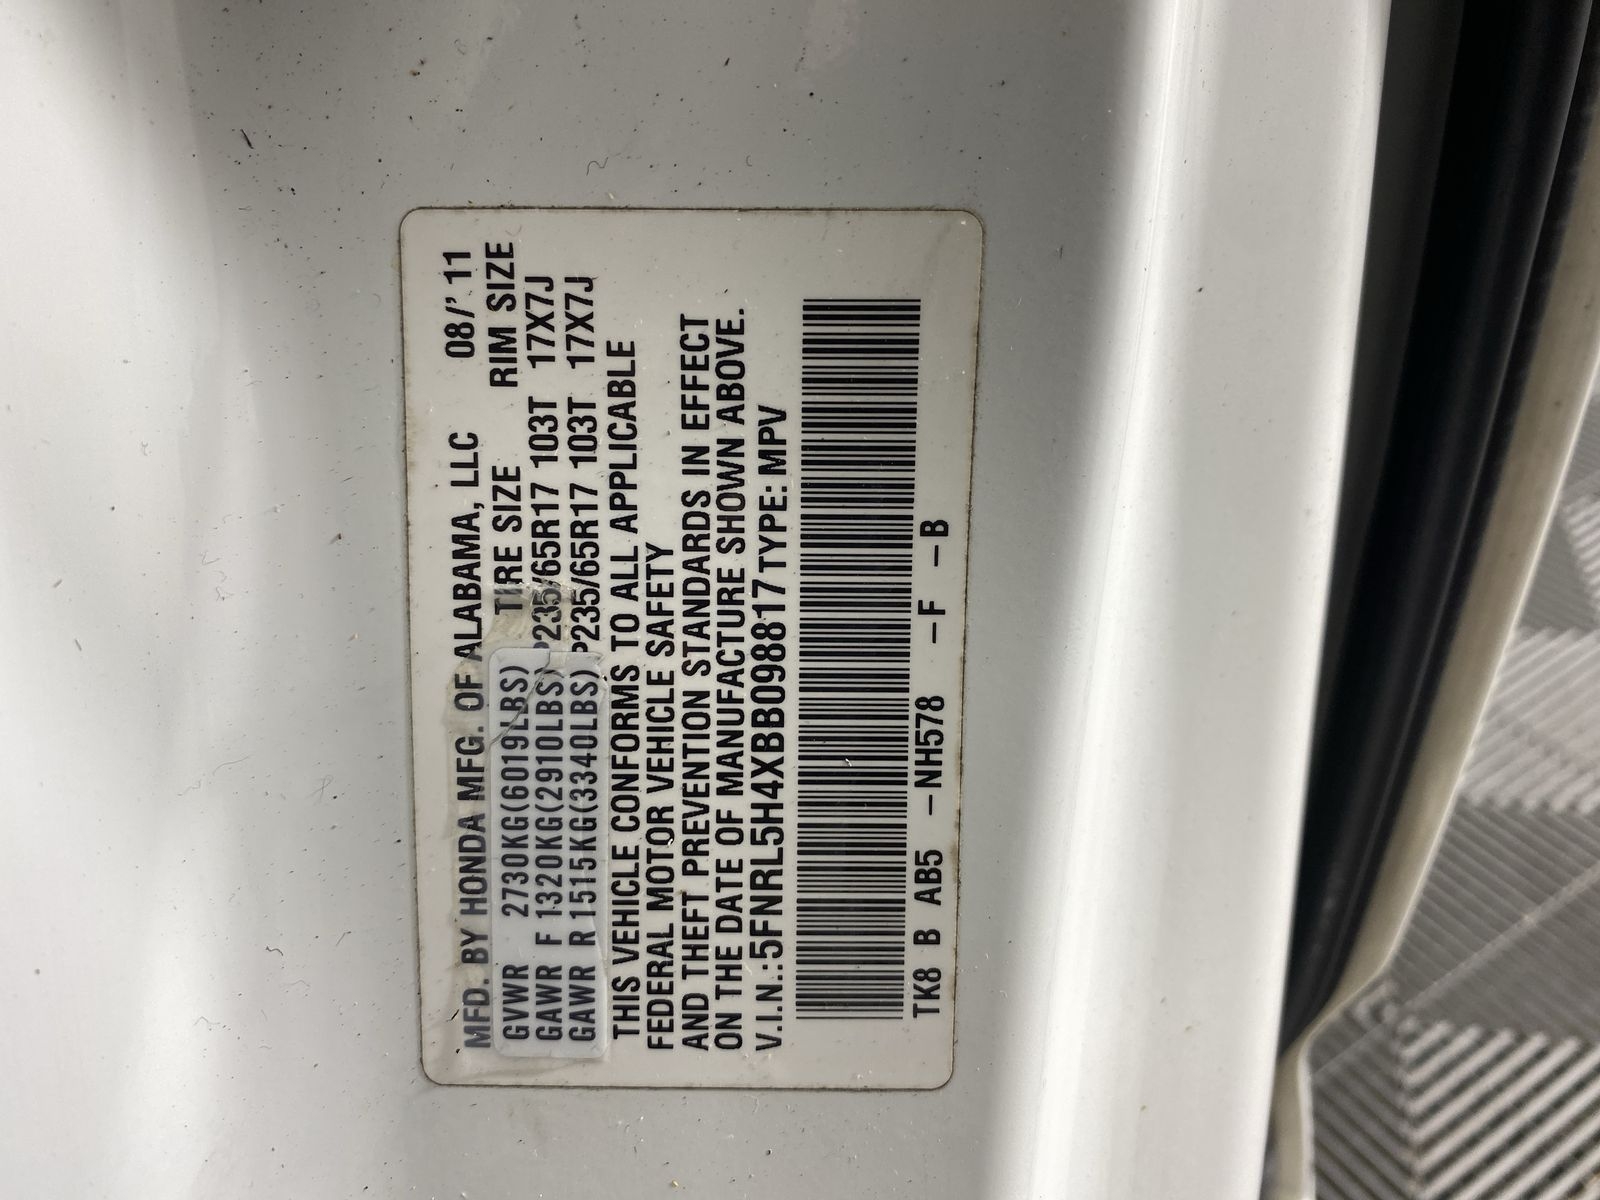 MFD. BY HONDA MFG. OF ALABAMA, LLC 08/' 11
TIRE SIZE RIM SIZE
GVWR 2730KG(6019LBS)
GAWR F 1320KG(2910LBS) P235/65R17 103T 17X7J
GAWR R 1515KG(3340LBS) P235/65R17 103T 17X7J
THIS VEHICLE CONFORMS TO ALL APPLICABLE
FEDERAL MOTOR VEHICLE SAFETY
AND THEFT PREVENTION STANDARDS IN EFFECT
ON THE DATE OF MANUFACTURE SHOWN ABOVE.
V.I.N.:5FNRL5H4XBB098817 TYPE: MPV
TK8 B AB5 -NH578 -F -B